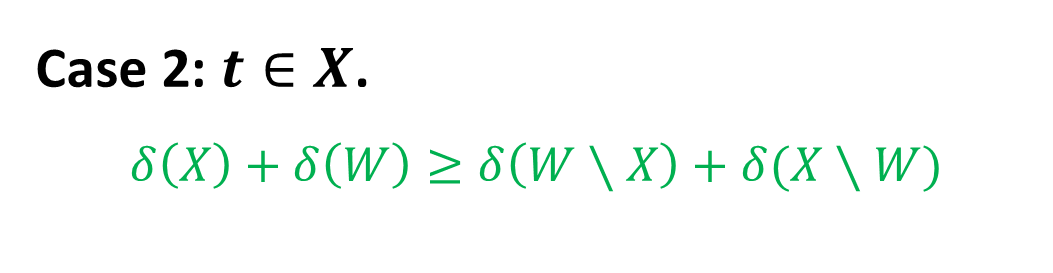 Case 2: t ∈ X.
δ(X) + δ(W) ≥ δ(W \ X) + δ(X \ W)